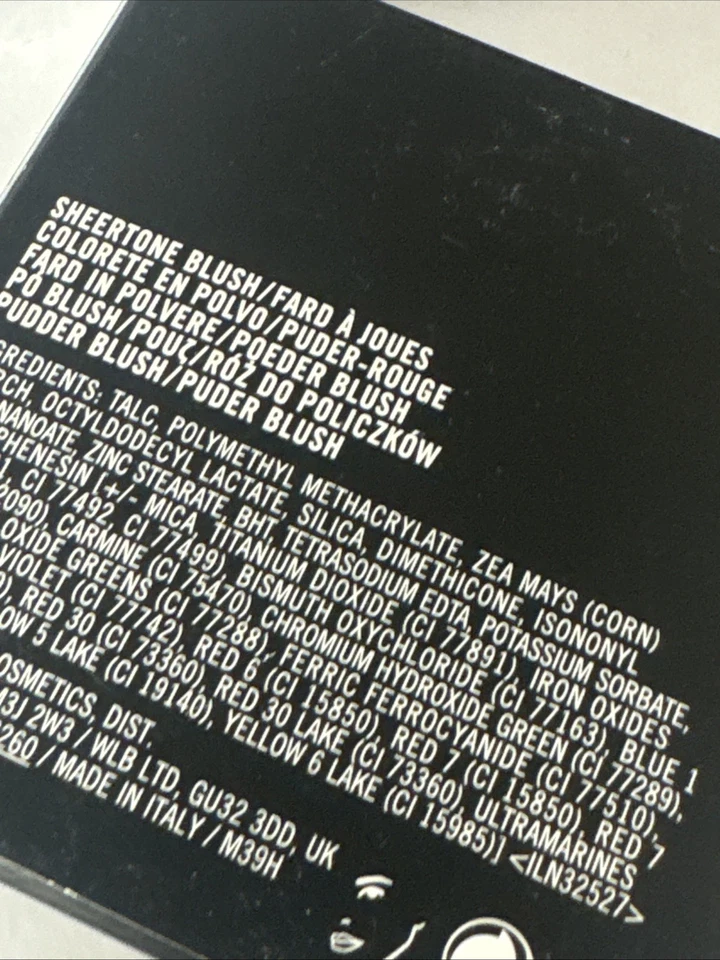 SHEERTONE BLUSH/FARD À JOUES
COLORETE EN POLVO/PUDER-ROUGE
FARD IN POLVERE/POEDER BLUSH
PÓ BLUSH/ΡΟΥΖ/RÓŻ DO POLICZKÓW
PUDDER BLUSH/PUDER BLUSH
GREDIENTS: TALC, POLYMETHYL METHACRYLATE, ZEA MAYS (CORN)
RCH, OCTYLDODECYL LACTATE, SILICA, DIMETHICONE, ISONONYL
NANOATE, ZINC STEARATE, BHT, TETRASODIUM EDTA, POTASSIUM SORBATE,
PHENESIN [+/- MICA, TITANIUM DIOXIDE (CI 77891), IRON OXIDES
1, CI 77492, CI 77499), BISMUTH OXYCHLORIDE (CI 77163), BLUE 1
2090), CARMINE (CI 75470), CHROMIUM HYDROXIDE GREEN (CI 77289),
OXIDE GREENS (CI 77288), FERRIC FERROCYANIDE (CI 77510),
VIOLET (CI 77742), RED 6 (CI 15850), RED 7 (CI 15850), RED 7
), RED 30 (CI 73360), RED 30 LAKE (CI 73360), ULTRAMARINES
OW 5 LAKE (CI 19140), YELLOW 6 LAKE (CI 15985)] <ILN32527>
OSMETICS, DIST.
M3J 2W3 / WLB LTD, GU32 3DD, UK
260 / MADE IN ITALY / M39H